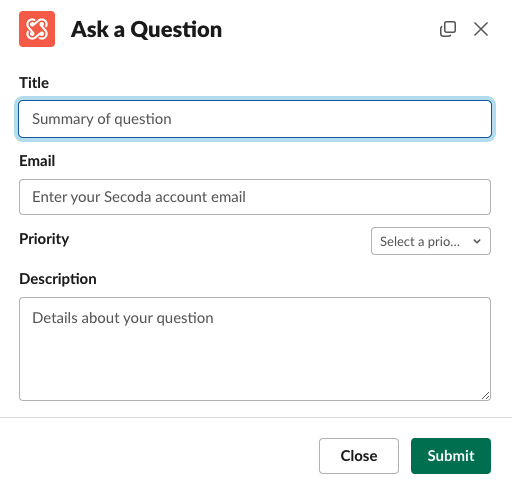 Ask a Question
Title
Summary of question
Email
Enter your Secoda account email
Priority
Select a prio...
Description
Details about your question
Close
Submit